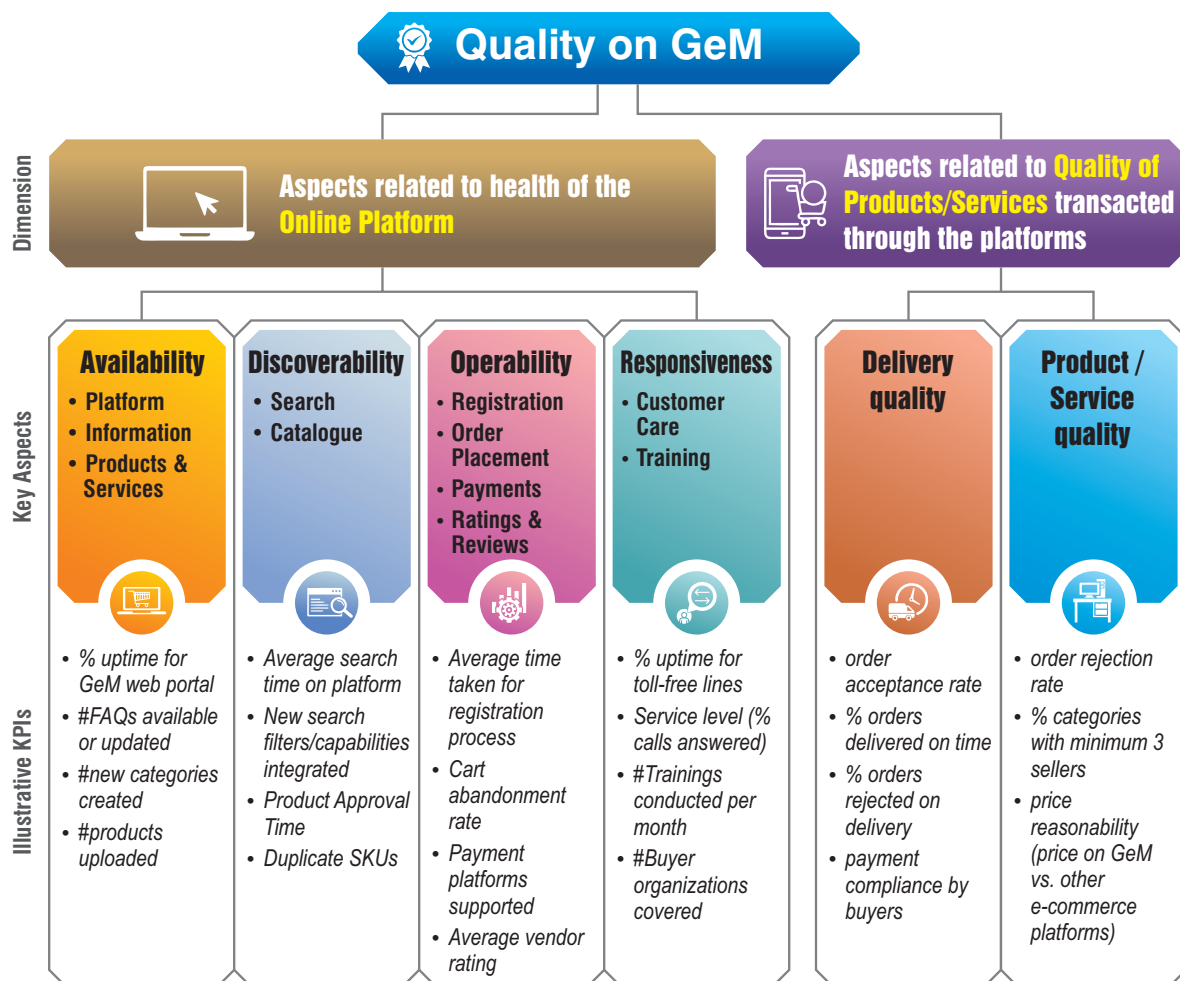 Quality on GeM
Dimension
Aspects related to health of the
Online Platform
Aspects related to Quality of
Products/Services transacted
through the platforms
Key Aspects
Availability
• Platform
• Information
• Products &
Services
Discoverability
• Search
• Catalogue
Operability
• Registration
• Order
Placement
• Payments
• Ratings &
Reviews
Responsiveness
• Customer
Care
• Training
Delivery
quality
Product /
Service
quality
Illustrative KPIs
• % uptime for
GeM web portal
• #FAQs available
or updated
• #new categories
created
• #products
uploaded
• Average search
time on platform
• New search
filters/capabilities
integrated
• Product Approval
Time
• Duplicate SKUs
• Average time
taken for
registration
process
• Cart
abandonment
rate
• Payment
platforms
supported
• Average vendor
rating
• % uptime for
toll-free lines
• Service level (%
calls answered)
• #Trainings
conducted per
month
• #Buyer
organizations
covered
• order
acceptance rate
• % orders
delivered on time
• % orders
rejected on
delivery
• payment
compliance by
buyers
• order rejection
rate
• % categories
with minimum 3
sellers
• price
reasonability
(price on GeM
vs. other
e-commerce
platforms)